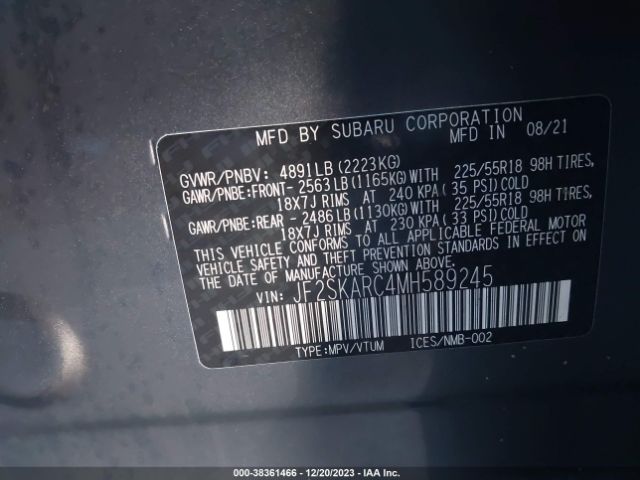 MFD BY SUBARU CORPORATION
MFD IN 08/21
GVWR/PNBV: 4891LB(2223KG)
GAWR/PNBE:FRONT- 2563LB(1165KG)WITH 225/55R18 98H TIRES,
18X7J RIMS AT 240 KPA(35 PSI)COLD
GAWR/PNBE:REAR - 2486LB(1130KG)WITH 225/55R18 98H TIRES,
18X7J RIMS AT 230 KPA(33 PSI)COLD
THIS VEHICLE CONFORMS TO ALL APPLICABLE FEDERAL MOTOR
VEHICLE SAFETY AND THEFT PREVENTION STANDARDS IN EFFECT ON
THE DATE OF MANUFACTURE SHOWN ABOVE.
VIN: JF2SKARC4MH589245
TYPE:MPV/VTUM ICES/NMB-002
000-38361466 - 12/20/2023 - IAA Inc.